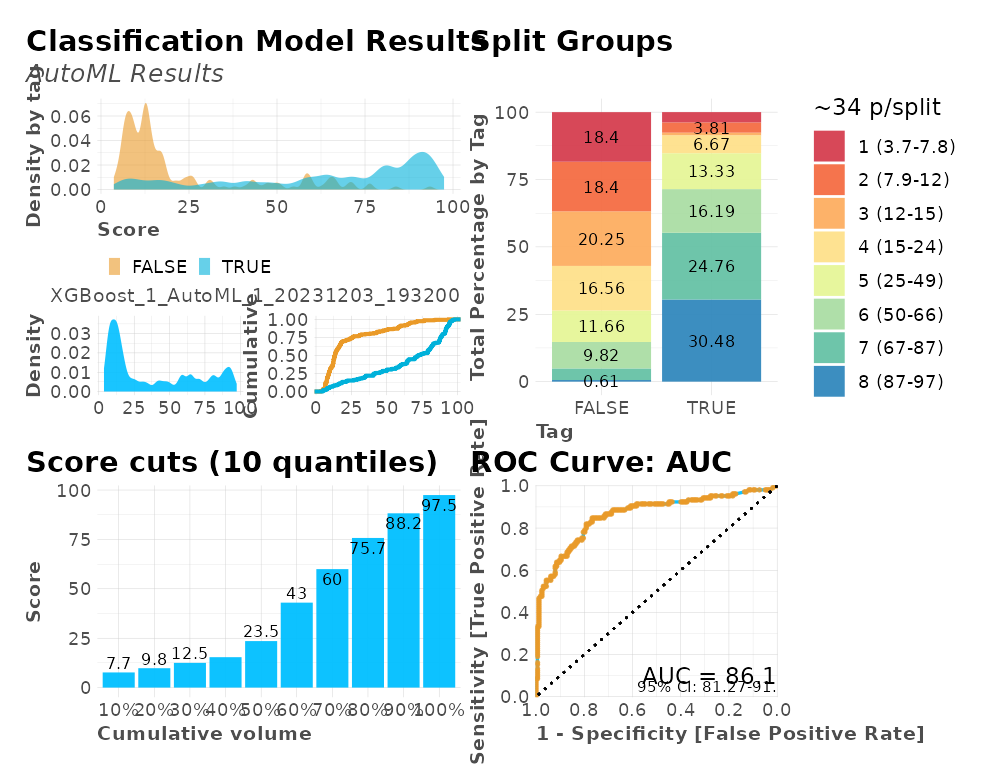 Classification Model Results
AutoML Results
Density by tag
0.06
0.04
0.02
0.00
0 25 50 75 100
Score
FALSE TRUE
XGBoost_1_AutoML_1_20231203_193200
Density
0.03
0.02
0.01
0.00
0 25 50 75 100
Cumulative
1.00
0.75
0.50
0.25
0.00
0 25 50 75 100
Split Groups
Total Percentage by Tag
100
75
50
25
0
18.4
18.4
20.25
16.56
11.66
9.82
0.61
3.81
6.67
13.33
16.19
24.76
30.48
FALSE TRUE
Tag
~34 p/split
1 (3.7-7.8)
2 (7.9-12)
3 (12-15)
4 (15-24)
5 (25-49)
6 (50-66)
7 (67-87)
8 (87-97)
Score cuts (10 quantiles)
Score
100
75
50
25
0
7.7 9.8 12.5 23.5 43 60 75.7 88.2 97.5
10% 20% 30% 40% 50% 60% 70% 80% 90% 100%
Cumulative volume
ROC Curve: AUC
Sensitivity [True Positive Rate]
1.0
0.8
0.6
0.4
0.2
0.0
AUC = 86.1
95% CI: 81.27-91.
1.0 0.8 0.6 0.4 0.2 0.0
1 - Specificity [False Positive Rate]